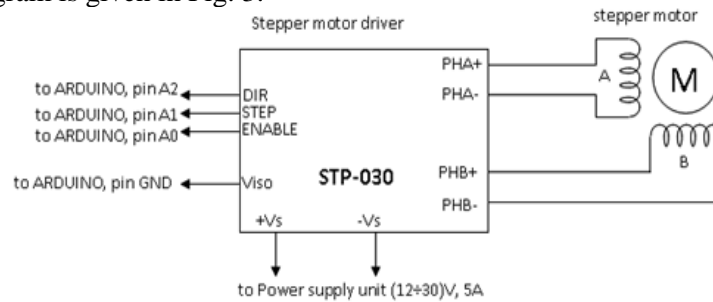 gram is given in Fig. 3.
Stepper motor driver
stepper motor
to ARDUINO, pin A2
to ARDUINO, pin A1
to ARDUINO, pin A0
to ARDUINO, pin GND
DIR
STEP
ENABLE
Viso
STP-030
+Vs
-Vs
PHA+
PHA-
PHB+
PHB-
A
M
B
to Power supply unit (12÷30)V, 5A